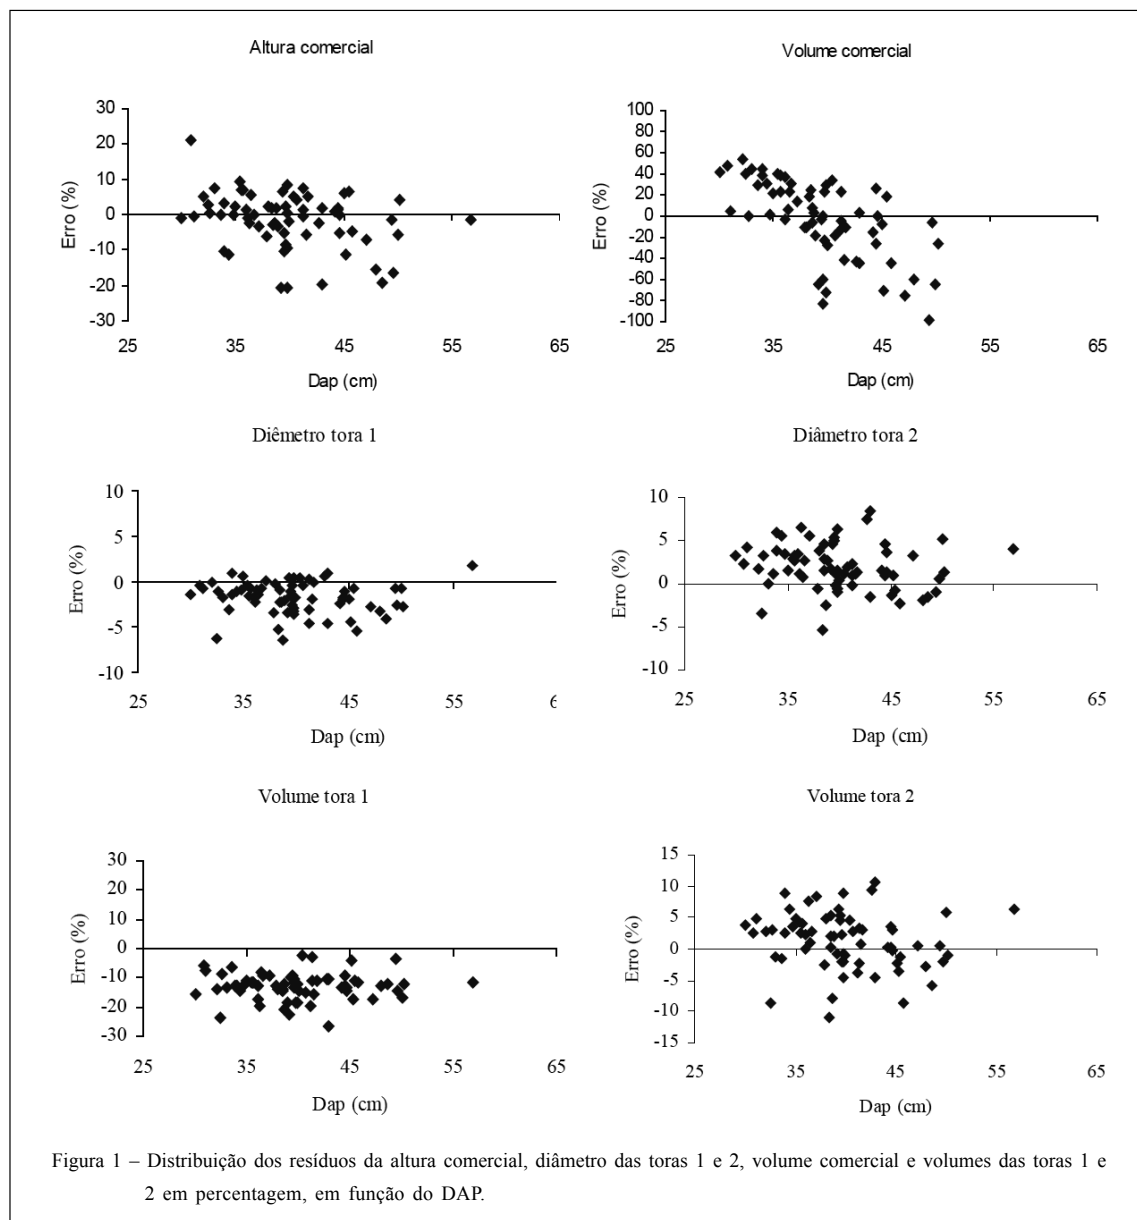 Altura comercial
30
20
10
0
-10
-20
-30
Erro (%)
25 35 45 55 65
Dap (cm)
Volume comercial
100
80
60
40
20
0
-20
-40
-60
-80
-100
Erro (%)
25 35 45 55 65
Dap (cm)
Diêmetro tora 1
10
5
0
-5
-10
Erro (%)
25 35 45 55
Dap (cm)
Diâmetro tora 2
10
5
0
-5
-10
Erro (%)
25 35 45 55 65
Dap (cm)
Volume tora 1
30
20
10
0
-10
-20
-30
Erro (%)
25 35 45 55 65
Dap (cm)
Volume tora 2
15
10
5
0
-5
-10
-15
Erro (%)
25 35 45 55 65
Dap (cm)
Figura 1 – Distribuição dos resíduos da altura comercial, diâmetro das toras 1 e 2, volume comercial e volumes das toras 1 e
2 em percentagem, em função do DAP.